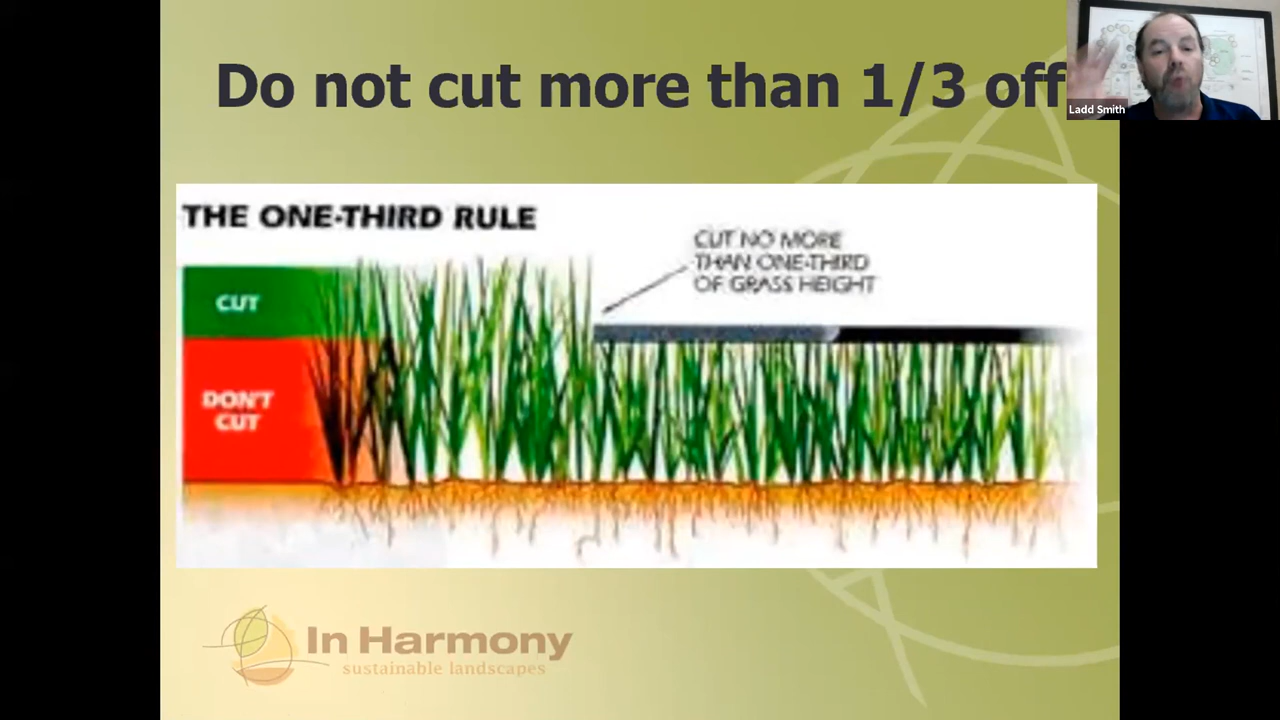 Do not cut more than 1/3 off
Ladd Smith
THE ONE-THIRD RULE
CUT NO MORE
THAN ONE-THIRD
OF GRASS HEIGHT
CUT
DON'T
CUT
In Harmony
sustainable landscapes